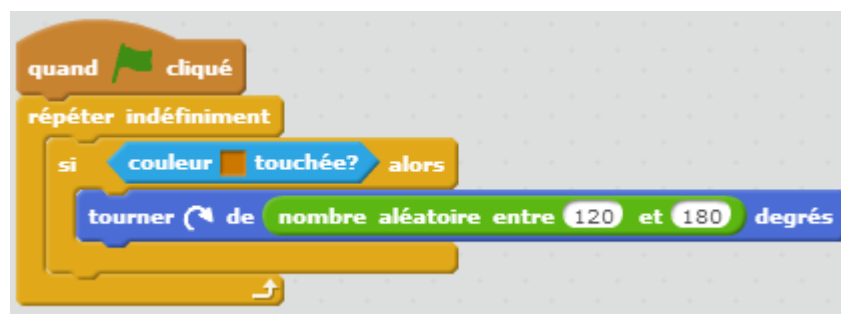 quand cliqué
répéter indéfiniment
si couleur touchée? alors
tourner de nombre aléatoire entre 120 et 180 degrés